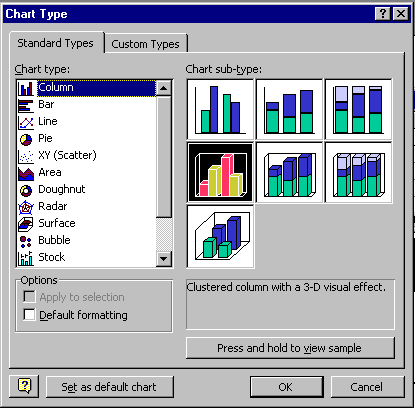 Chart Type
Standard Types
Custom Types
Chart type:
Chart sub-type:
Column
Bar
Line
Pie
XY (Scatter)
Area
Doughnut
Radar
Surface
Bubble
Stock
Options
Apply to selection
Default formatting
Clustered column with a 3-D visual effect.
Press and hold to view sample
Set as default chart
OK
Cancel